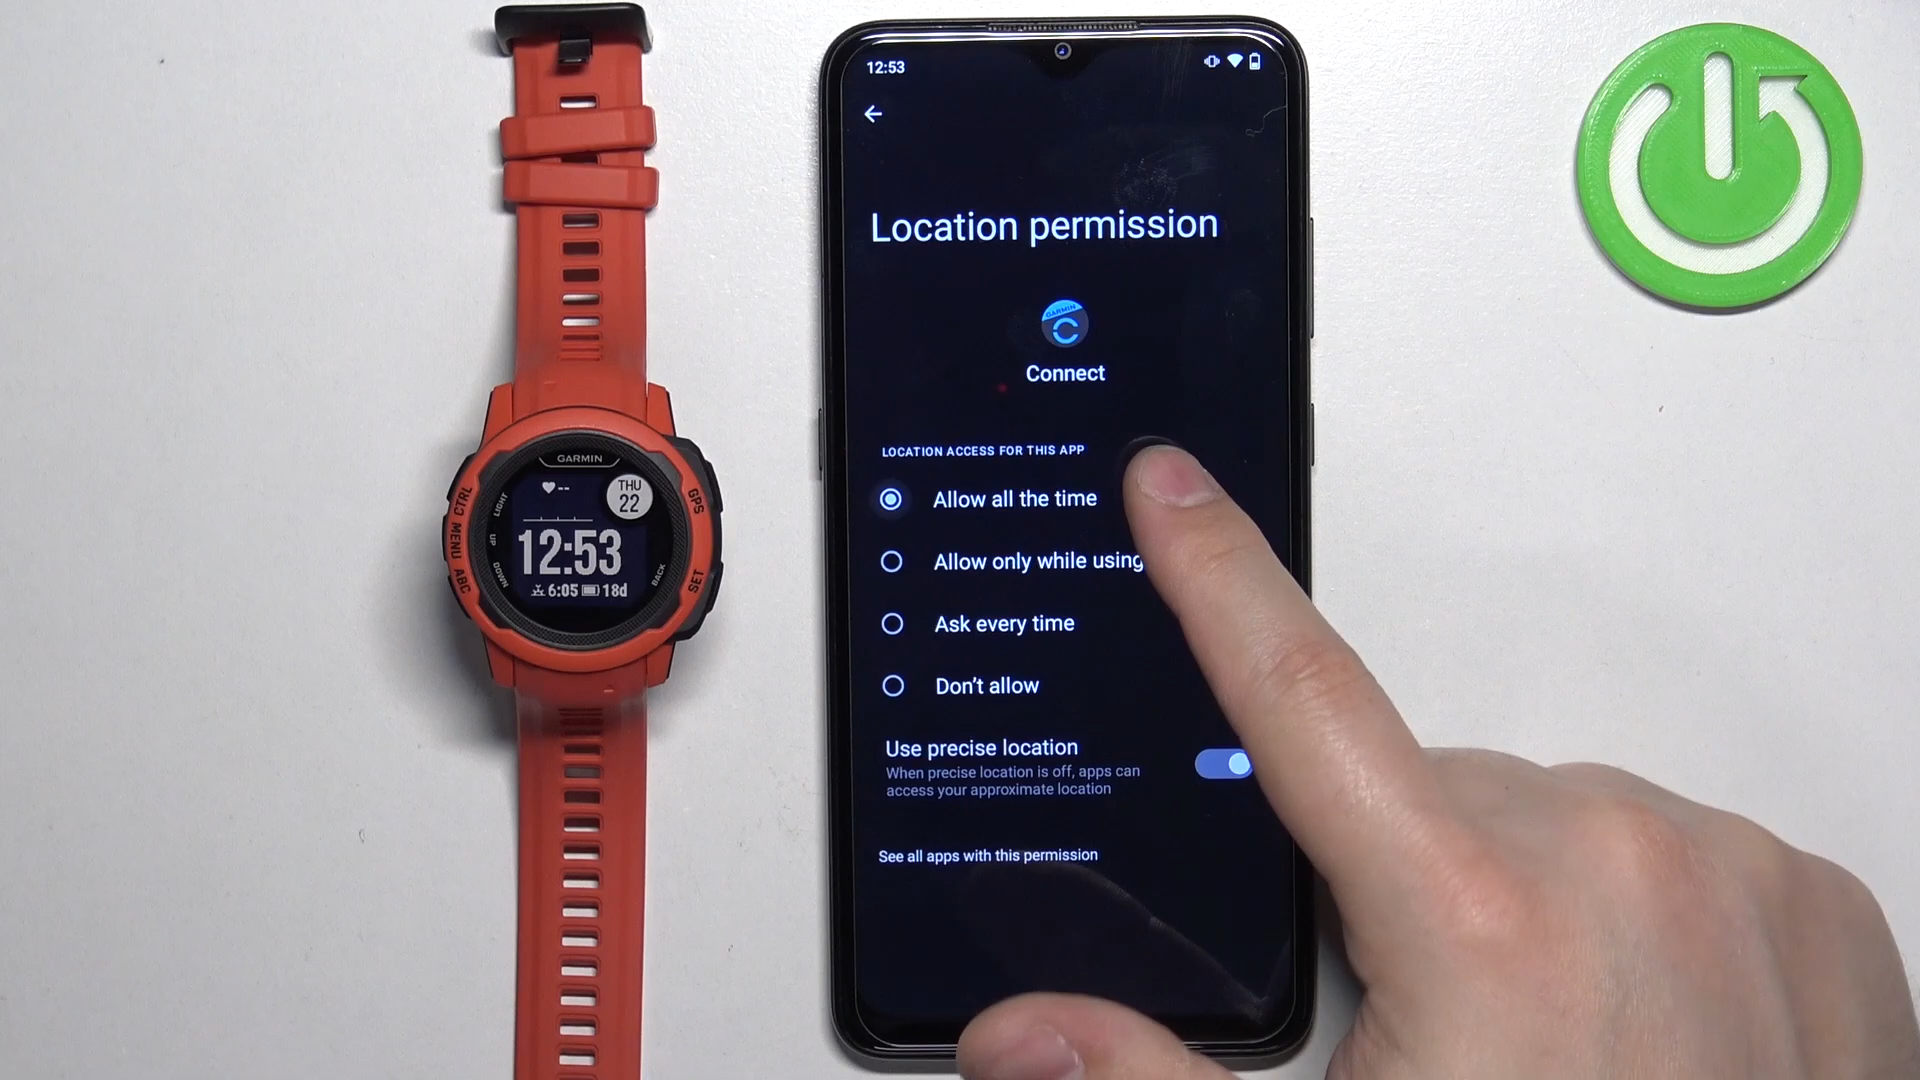 12:53
Location permission
GARMIN
Connect
LOCATION ACCESS FOR THIS APP
Allow all the time
Allow only while using
Ask every time
Don't allow
Use precise location
When precise location is off, apps can
access your approximate location
See all apps with this permission
GARMIN
THU
22
--
12:53
6:05 18d
CTRL
MENU
ABC
LIGHT
UP
DOWN
GPS
SET
BACK